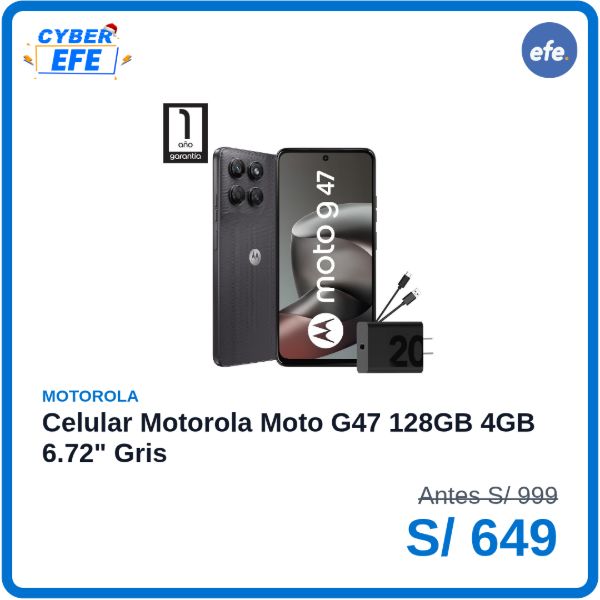 CYBER
EFE
efe.
1
año
garantía
moto g47
20
MOTOROLA
Celular Motorola Moto G47 128GB 4GB
6.72" Gris
Antes S/ 999
S/ 649